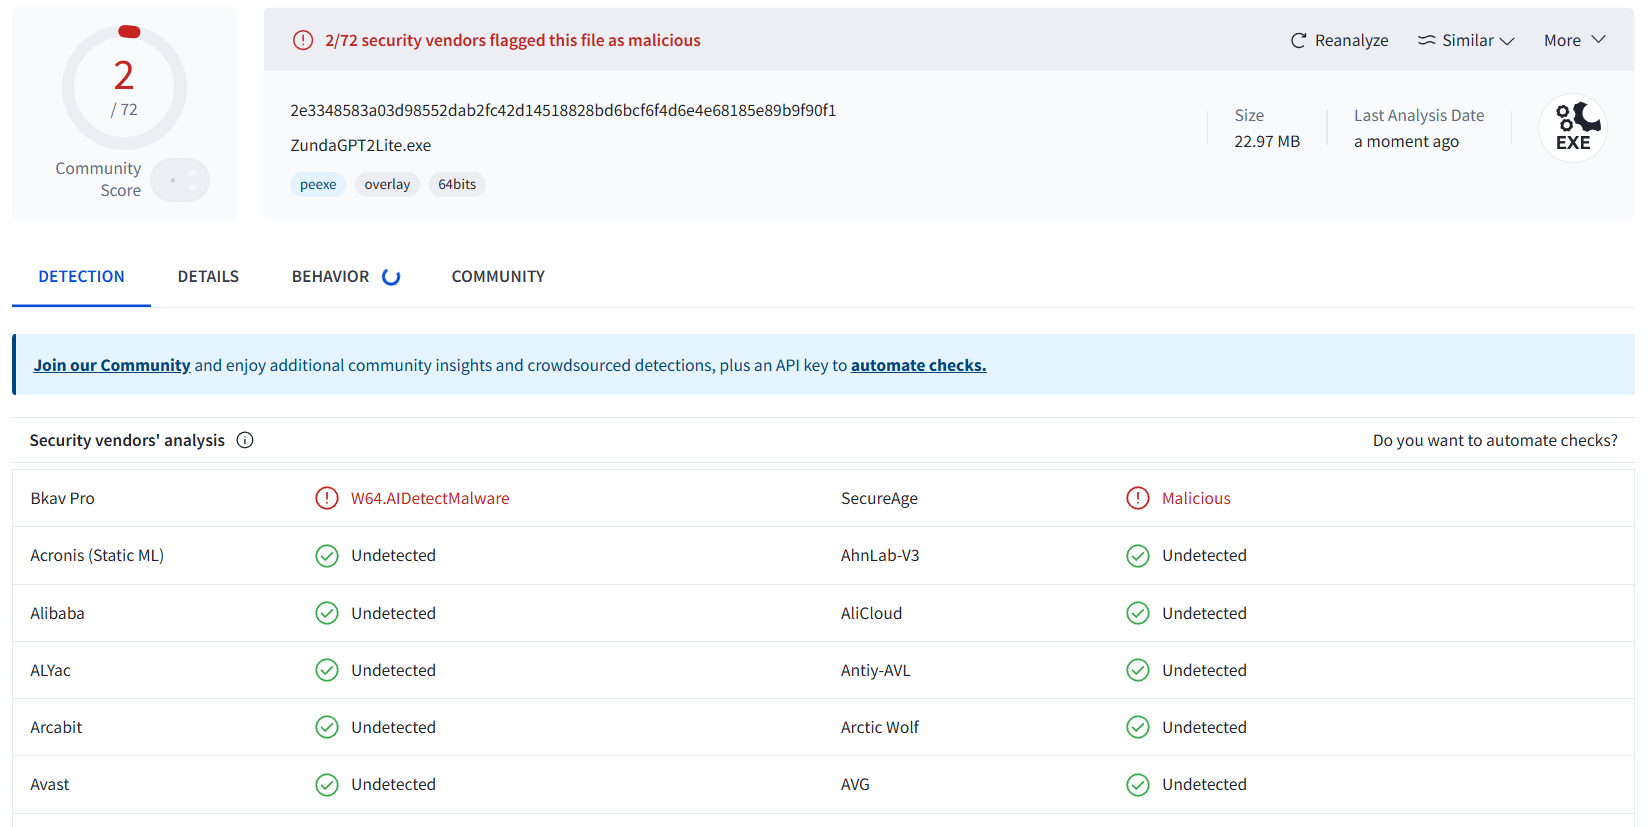 2
/ 72
Community
Score
2/72 security vendors flagged this file as malicious
Reanalyze
Similar
More
2e3348583a03d98552dab2fc42d14518828bd6bcf6f4d6e4e68185e89b9f90f1
ZundaGPT2Lite.exe
peexe
overlay
64bits
Size
22.97 MB
Last Analysis Date
a moment ago
EXE
DETECTION
DETAILS
BEHAVIOR
COMMUNITY
Join our Community and enjoy additional community insights and crowdsourced detections, plus an API key to automate checks.
Security vendors' analysis
Do you want to automate checks?
Bkav Pro W64.AIDetectMalware SecureAge Malicious
Acronis (Static ML) Undetected AhnLab-V3 Undetected
Alibaba Undetected AliCloud Undetected
ALYac Undetected Antiy-AVL Undetected
Arcabit Undetected Arctic Wolf Undetected
Avast Undetected AVG Undetected